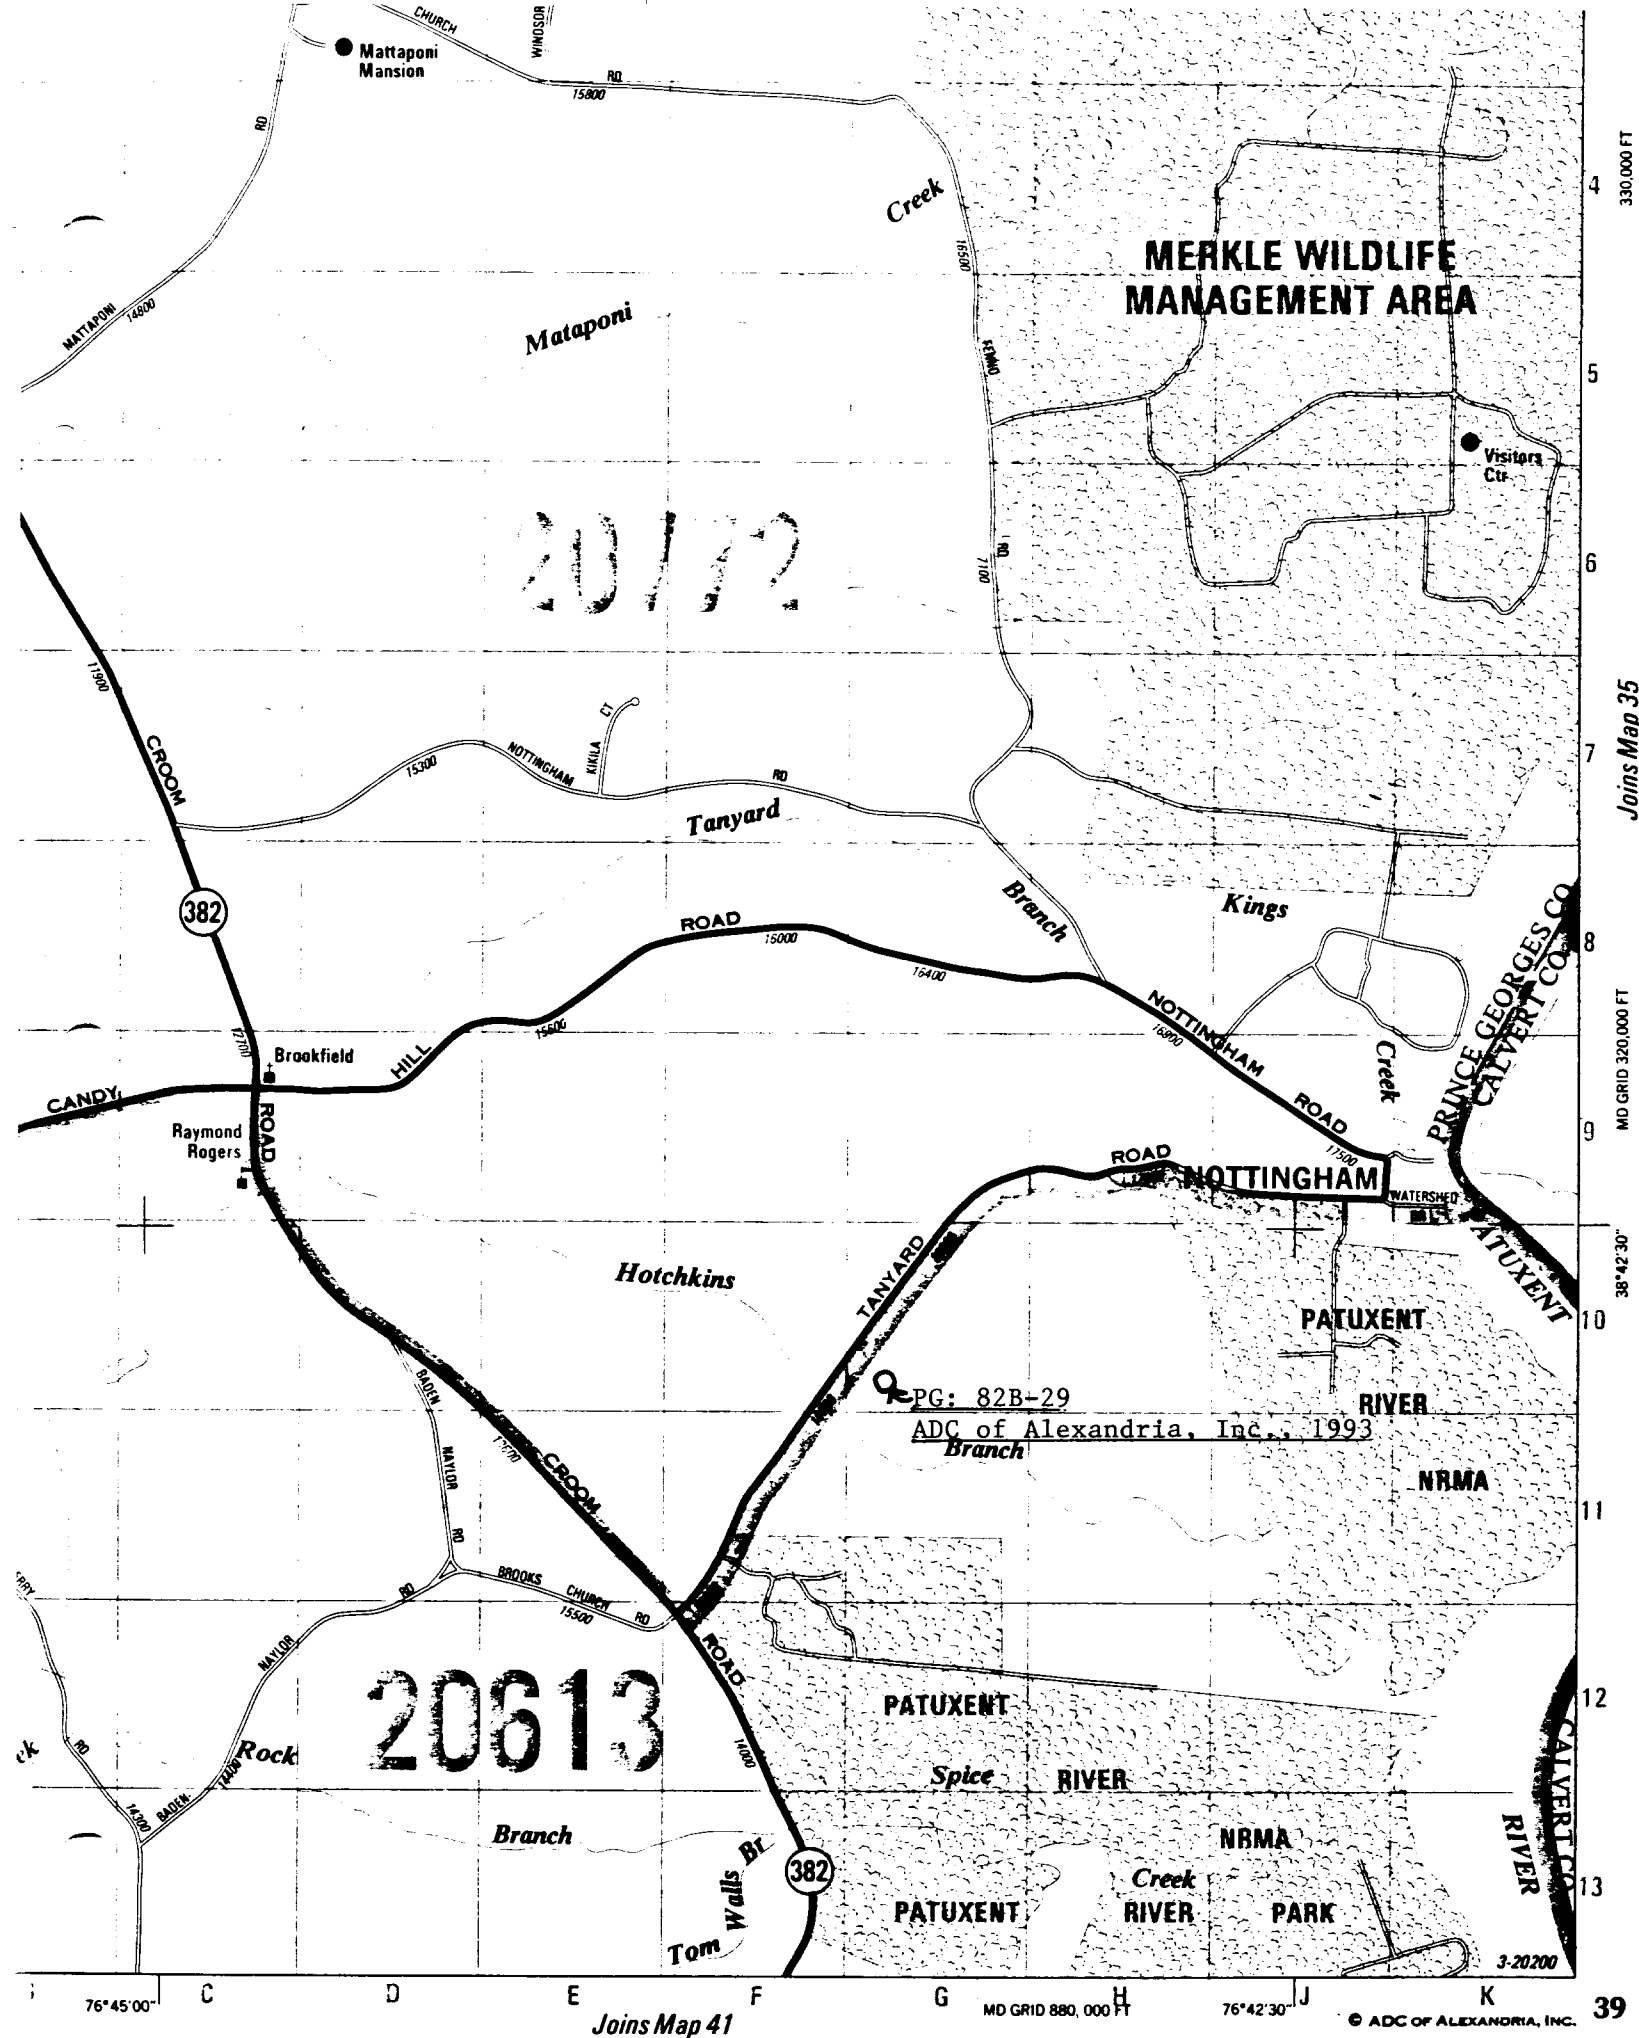 CHURCH
WINDSOR
Mattaponi
Mansion
RD
15800
RD
4
330,000 FT
Creek
16500
MERKLE WILDLIFE
MANAGEMENT AREA
MATTAPONI
14800
Mataponi
5
Visitors
Ctr
RD
7100
6
11900
CROOM
KIKILA CT
15300
NOTTINGHAM
RD
7
Joins Map 35
Tanyard
382
ROAD
16000
Branch
Kings
16400
8
PRINCE GEORGES CO
CALVERT CO
NOTTINGHAM
16800
12700
Brookfield
HILL
Creek
MD GRID 320,000 FT
CANDY
ROAD
Raymond
Rogers
ROAD
17500
9
ROAD
NOTTINGHAM
WATERSHED
Hotchkins
TANYARD
PATUXENT
38°42'30"
PATUXENT
10
BADEN
PG: 82B-29
ADC of Alexandria, Inc., 1993
RIVER
Branch
NAYLOR
CROOM
NRMA
11
RD
BROOKS
CHURCH
15500
RD
RD
NAYLOR
ROAD
20613
PATUXENT
12
CALVERT CO
RD
Rock
14000
Spice
RIVER
14300
BADEN
Branch
NRMA
RIVER
Tom Walls Br
382
Creek
13
PATUXENT
RIVER
PARK
3-20200
76°45'00"
C
D
E
F
G
MD GRID 880, 000 FT
H
76°42'30"
J
K
39
Joins Map 41
© ADC OF ALEXANDRIA, INC.